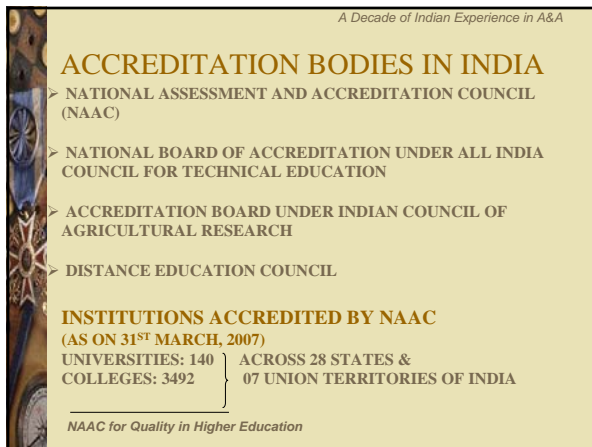 A Decade of Indian Experience in A&A
ACCREDITATION BODIES IN INDIA
➢ NATIONAL ASSESSMENT AND ACCREDITATION COUNCIL
(NAAC)
➢ NATIONAL BOARD OF ACCREDITATION UNDER ALL INDIA
COUNCIL FOR TECHNICAL EDUCATION
➢ ACCREDITATION BOARD UNDER INDIAN COUNCIL OF
AGRICULTURAL RESEARCH
➢ DISTANCE EDUCATION COUNCIL
INSTITUTIONS ACCREDITED BY NAAC
(AS ON 31ST MARCH, 2007)
UNIVERSITIES: 140 ACROSS 28 STATES &
COLLEGES: 3492 07 UNION TERRITORIES OF INDIA
NAAC for Quality in Higher Education